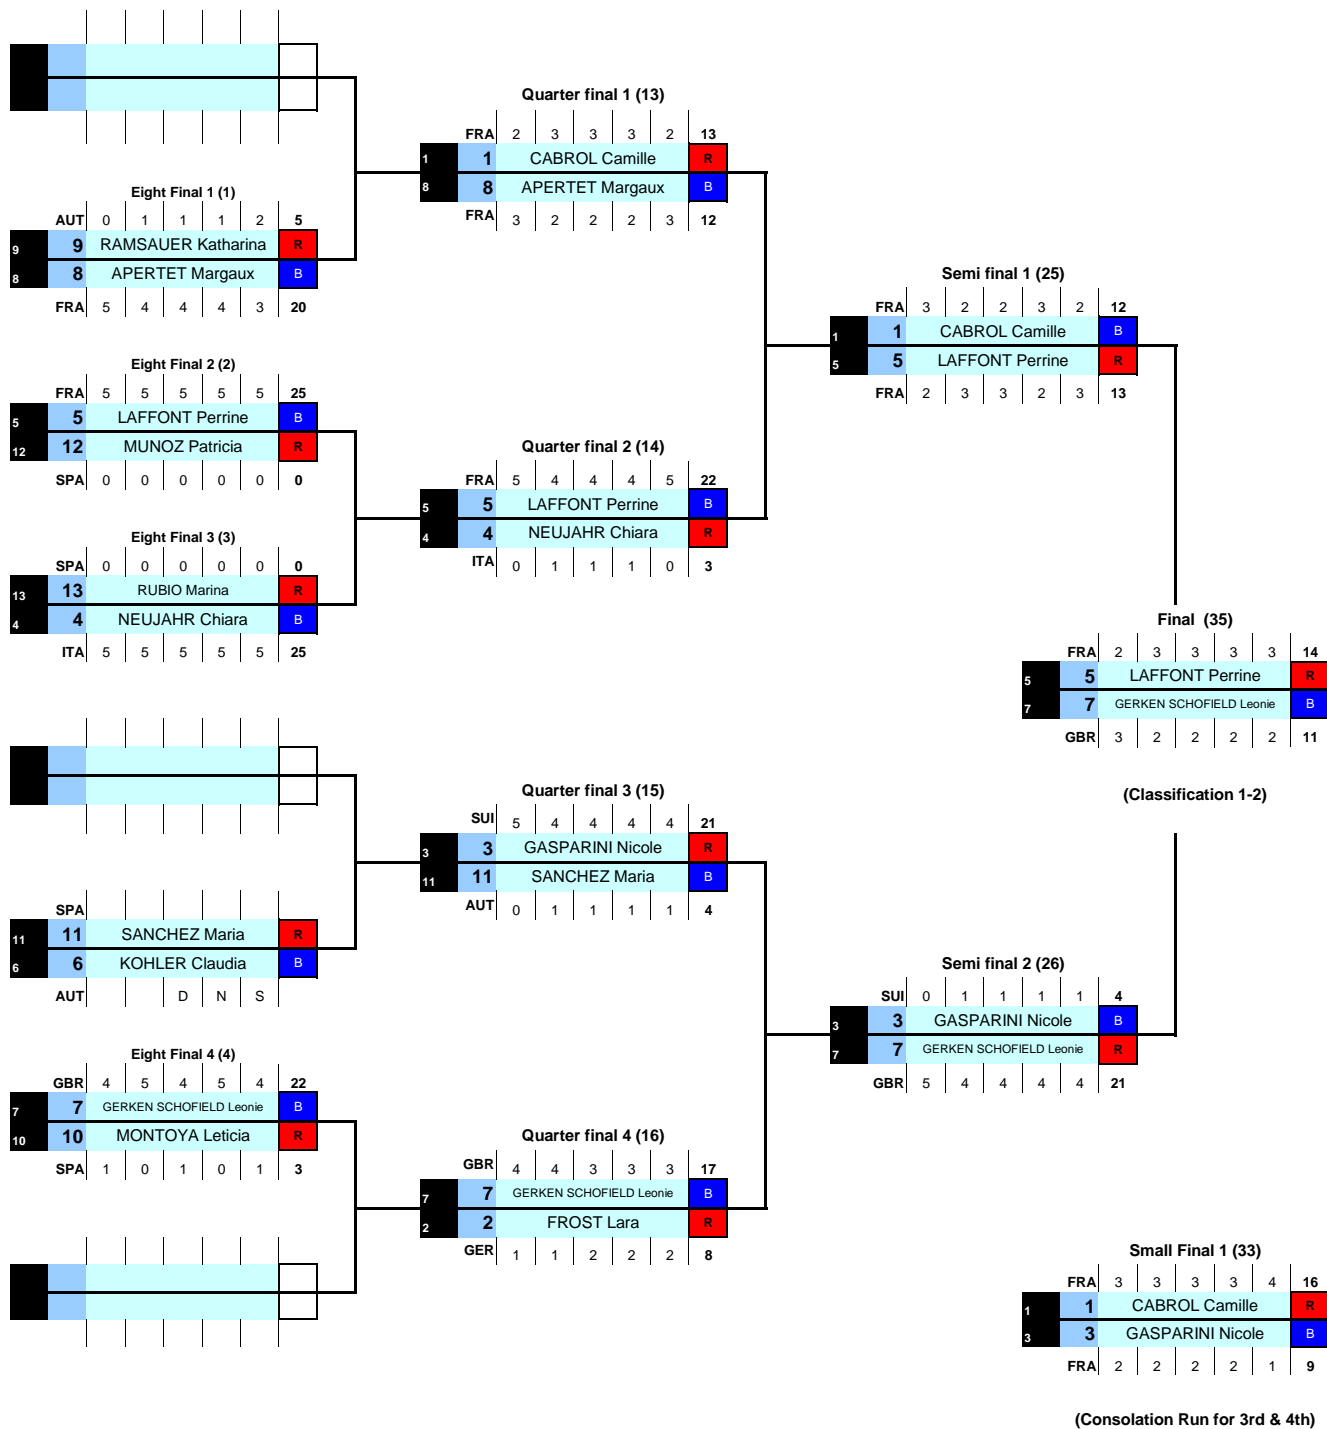 Quarter final 1 (13)
FRA 2 3 3 3 2 13
1 1 CABROL Camille R
8 8 APERTET Margaux B
FRA 3 2 2 2 3 12
Eight Final 1 (1)
AUT 0 1 1 1 2 5
9 9 RAMSAUER Katharina R
8 8 APERTET Margaux B
FRA 5 4 4 4 3 20
Semi final 1 (25)
FRA 3 2 2 3 2 12
1 1 CABROL Camille B
5 5 LAFFONT Perrine R
FRA 2 3 3 2 3 13
Eight Final 2 (2)
FRA 5 5 5 5 5 25
5 5 LAFFONT Perrine B
12 12 MUNOZ Patricia R
SPA 0 0 0 0 0 0
Quarter final 2 (14)
FRA 5 4 4 4 5 22
5 5 LAFFONT Perrine B
4 4 NEUJAHR Chiara R
ITA 0 1 1 1 0 3
Eight Final 3 (3)
SPA 0 0 0 0 0 0
13 13 RUBIO Marina R
4 4 NEUJAHR Chiara B
ITA 5 5 5 5 5 25
Final (35)
FRA 2 3 3 3 3 14
5 5 LAFFONT Perrine R
7 7 GERKEN SCHOFIELD Leonie B
GBR 3 2 2 2 2 11
(Classification 1-2)
Quarter final 3 (15)
SUI 5 4 4 4 4 21
3 3 GASPARINI Nicole R
11 11 SANCHEZ Maria B
AUT 0 1 1 1 1 4
SPA
11 11 SANCHEZ Maria R
6 6 KOHLER Claudia B
AUT D N S
Semi final 2 (26)
SUI 0 1 1 1 1 4
3 3 GASPARINI Nicole B
7 7 GERKEN SCHOFIELD Leonie R
GBR 5 4 4 4 4 21
Eight Final 4 (4)
GBR 4 5 4 5 4 22
7 7 GERKEN SCHOFIELD Leonie B
10 10 MONTOYA Leticia R
SPA 1 0 1 0 1 3
Quarter final 4 (16)
GBR 4 4 3 3 3 17
7 7 GERKEN SCHOFIELD Leonie B
2 2 FROST Lara R
GER 1 1 2 2 2 8
Small Final 1 (33)
FRA 3 3 3 3 4 16
1 1 CABROL Camille R
3 3 GASPARINI Nicole B
FRA 2 2 2 2 1 9
(Consolation Run for 3rd & 4th)